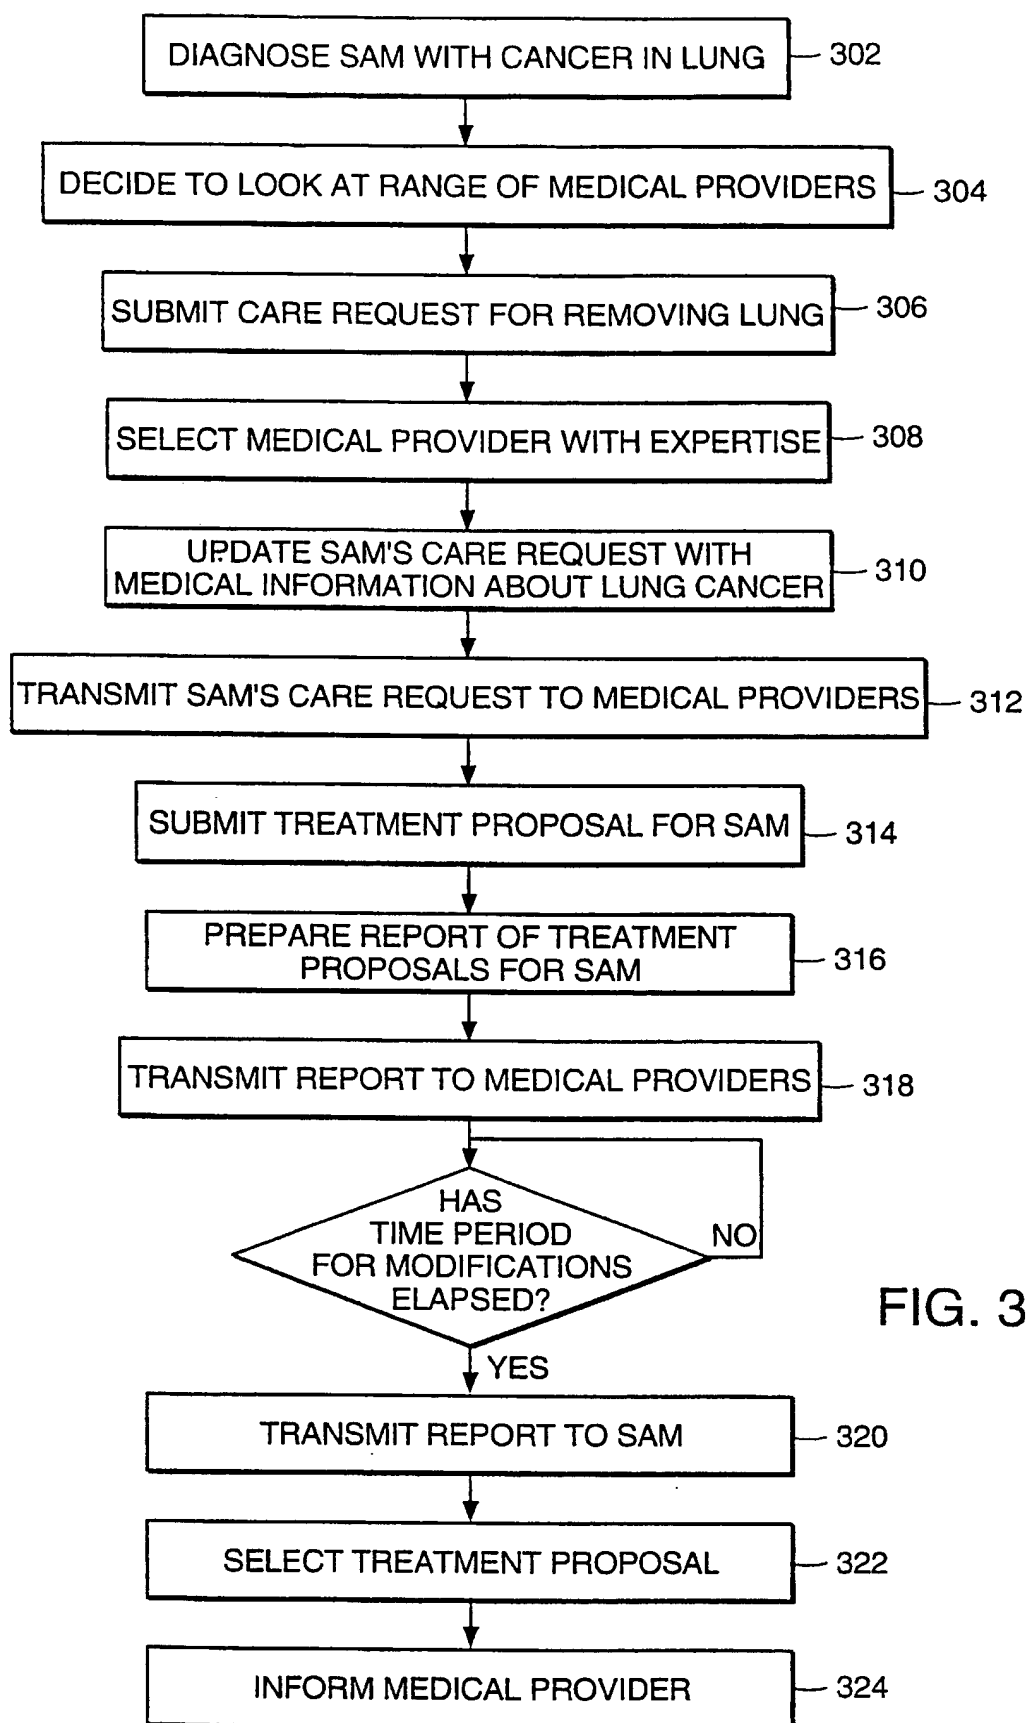 DIAGNOSE SAM WITH CANCER IN LUNG 302
DECIDE TO LOOK AT RANGE OF MEDICAL PROVIDERS 304
SUBMIT CARE REQUEST FOR REMOVING LUNG 306
SELECT MEDICAL PROVIDER WITH EXPERTISE 308
UPDATE SAM'S CARE REQUEST WITH
MEDICAL INFORMATION ABOUT LUNG CANCER 310
TRANSMIT SAM'S CARE REQUEST TO MEDICAL PROVIDERS 312
SUBMIT TREATMENT PROPOSAL FOR SAM 314
PREPARE REPORT OF TREATMENT
PROPOSALS FOR SAM 316
TRANSMIT REPORT TO MEDICAL PROVIDERS 318
HAS
TIME PERIOD
FOR MODIFICATIONS
ELAPSED?
NO
FIG. 3
YES
TRANSMIT REPORT TO SAM 320
SELECT TREATMENT PROPOSAL 322
INFORM MEDICAL PROVIDER 324